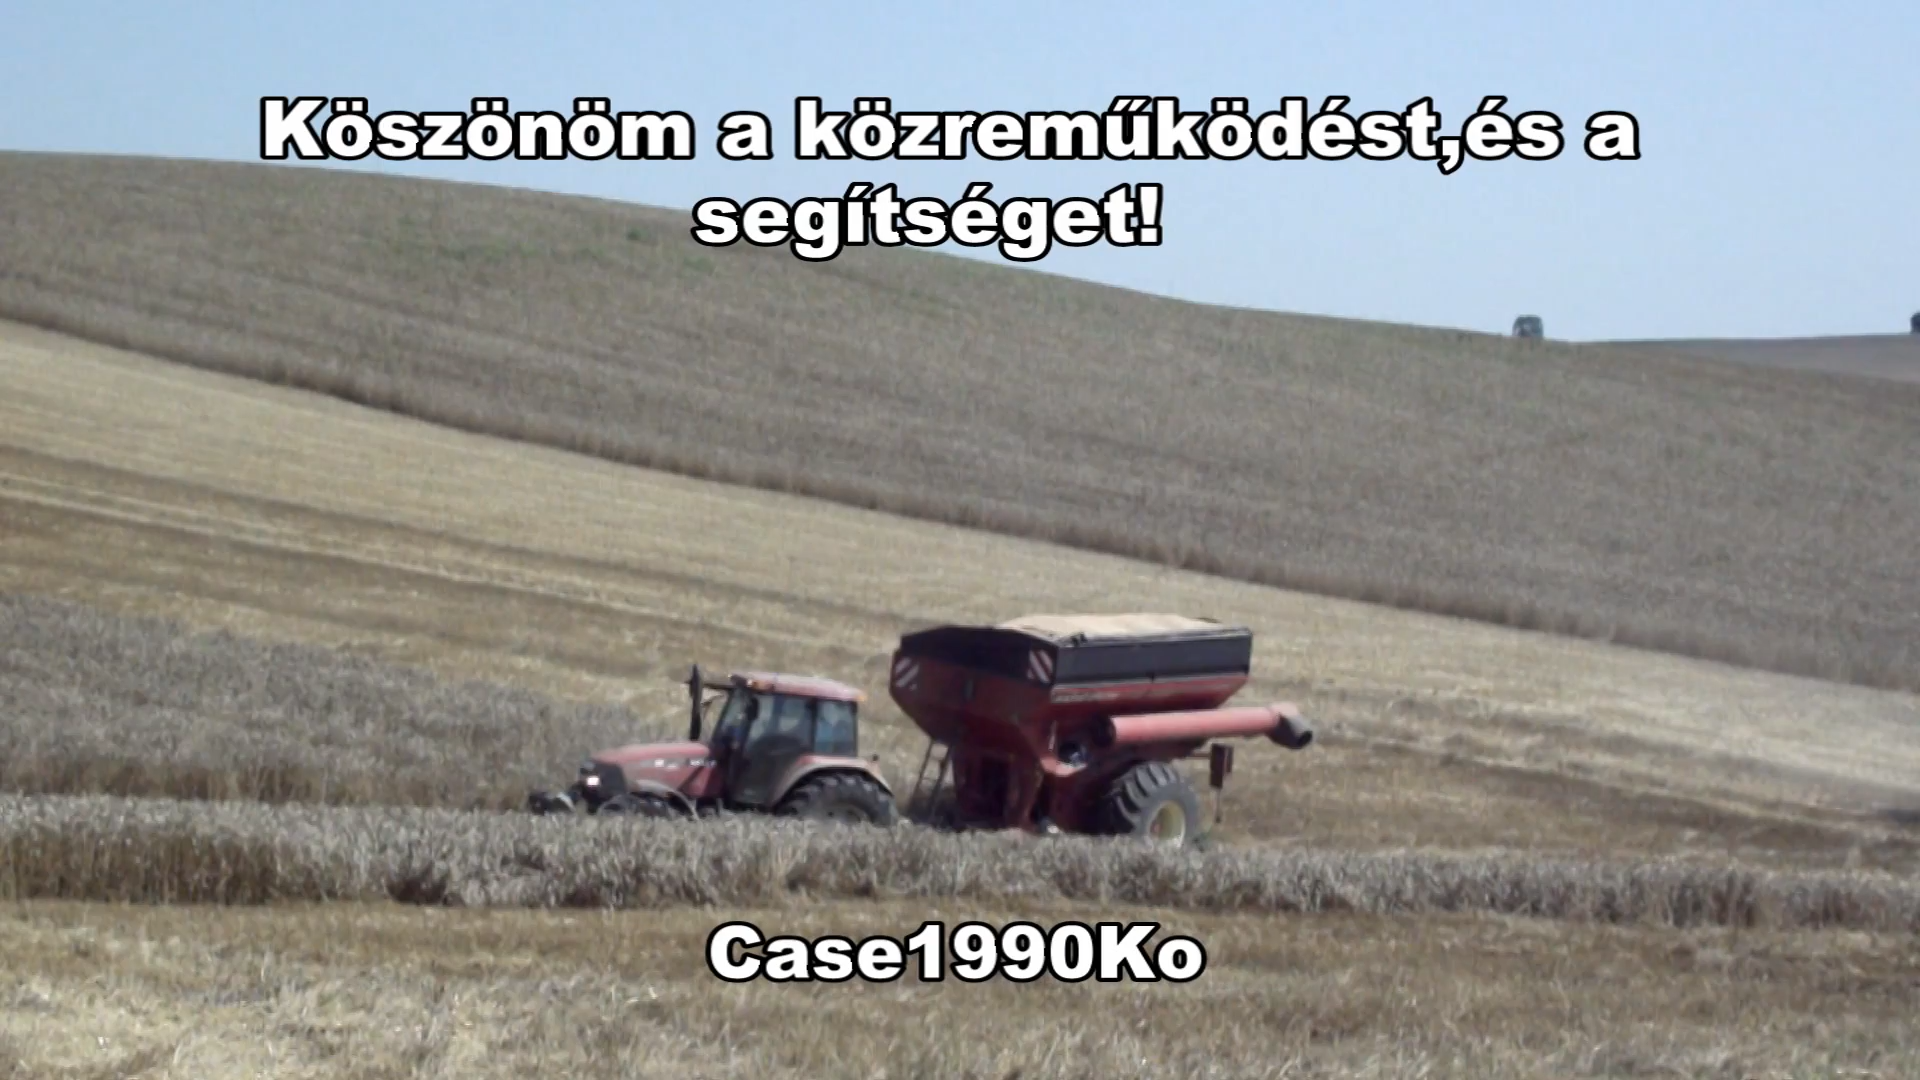 Köszönöm a közreműködést,és a
segítséget!
Case1990Ko